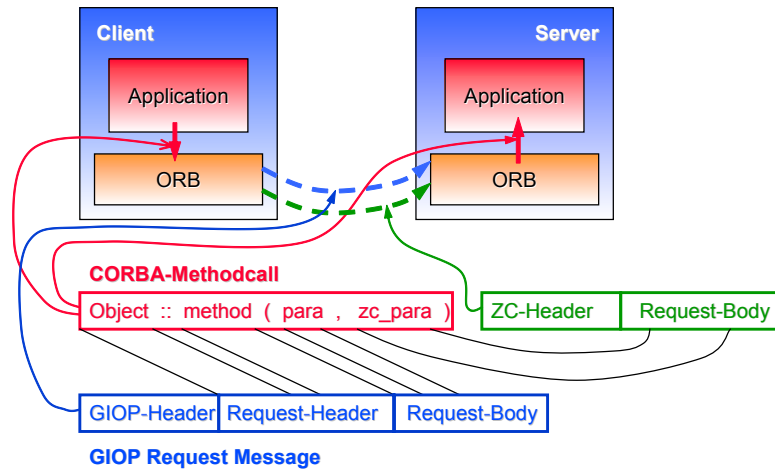 Client
Server
Application
Application
ORB
ORB
CORBA-Methodcall
Object :: method ( para , zc_para )
ZC-Header
Request-Body
GIOP-Header
Request-Header
Request-Body
GIOP Request Message